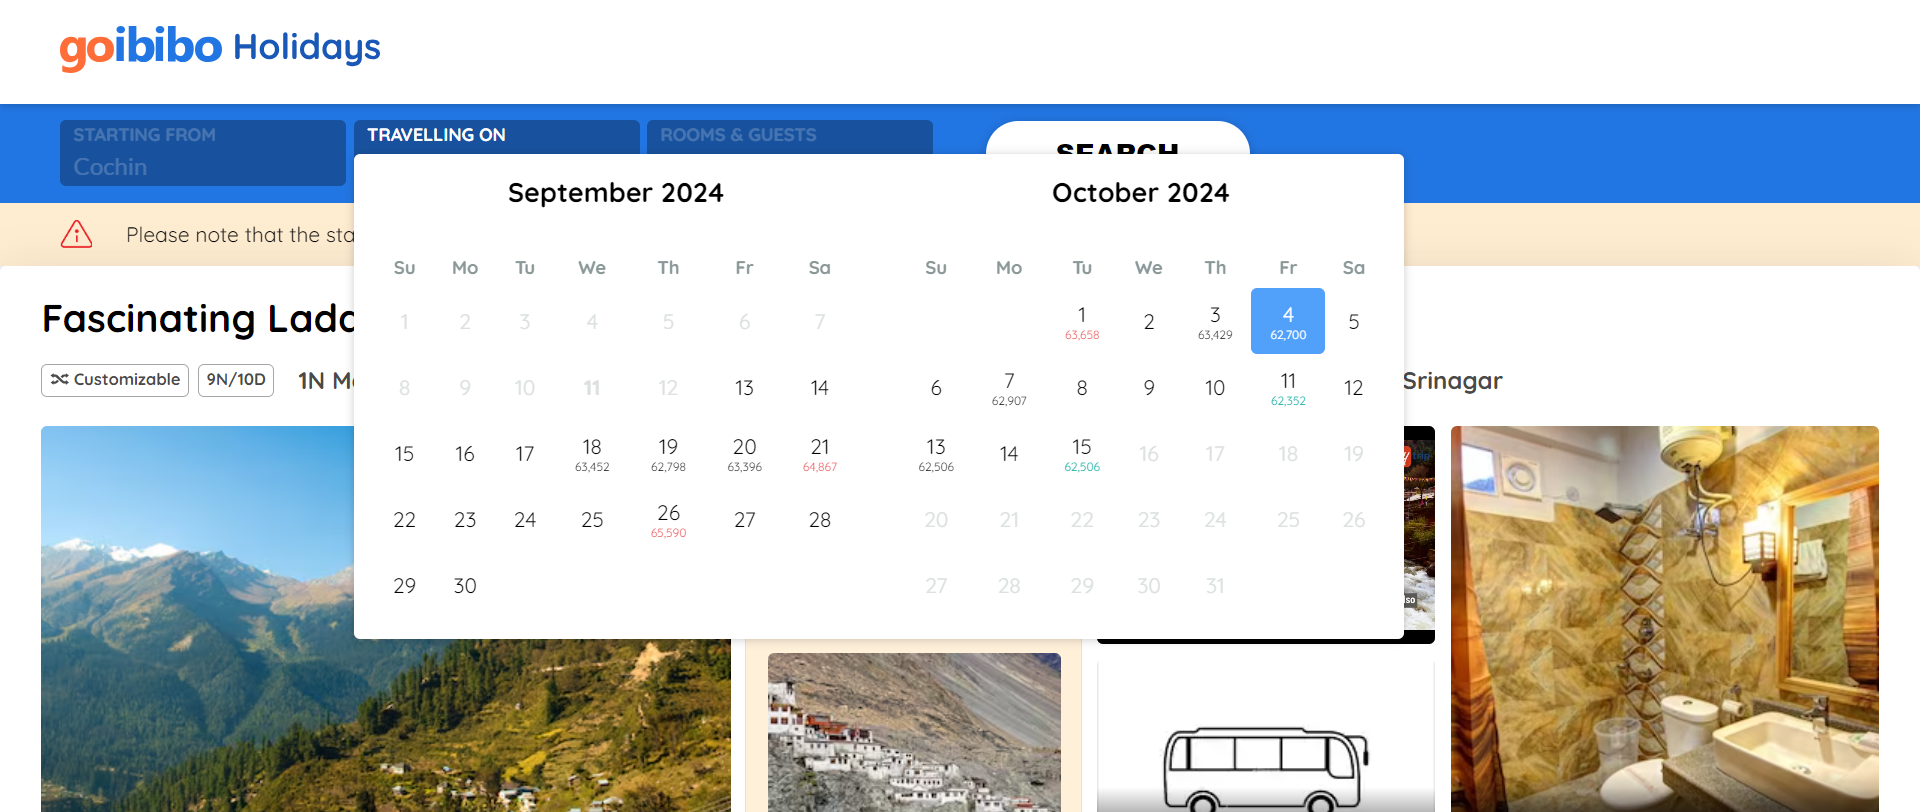 goibibo Holidays
STARTING FROM
Cochin
TRAVELLING ON
ROOMS & GUESTS
SEARCH
Please note that the sta
September 2024
Su Mo Tu We Th Fr Sa
1 2 3 4 5 6 7
8 9 10 11 12 13 14
15 16 17 18 19 20 21
63,452 62,798 63,396 64,867
22 23 24 25 26 27 28
65,590
29 30
October 2024
Su Mo Tu We Th Fr Sa
1 2 3 4 5
63,658 63,429 62,700
6 7 8 9 10 11 12
62,907 62,352
13 14 15 16 17 18 19
62,506 62,506
20 21 22 23 24 25 26
27 28 29 30 31
Fascinating Lada
Customizable
9N/10D
1N M
Srinagar